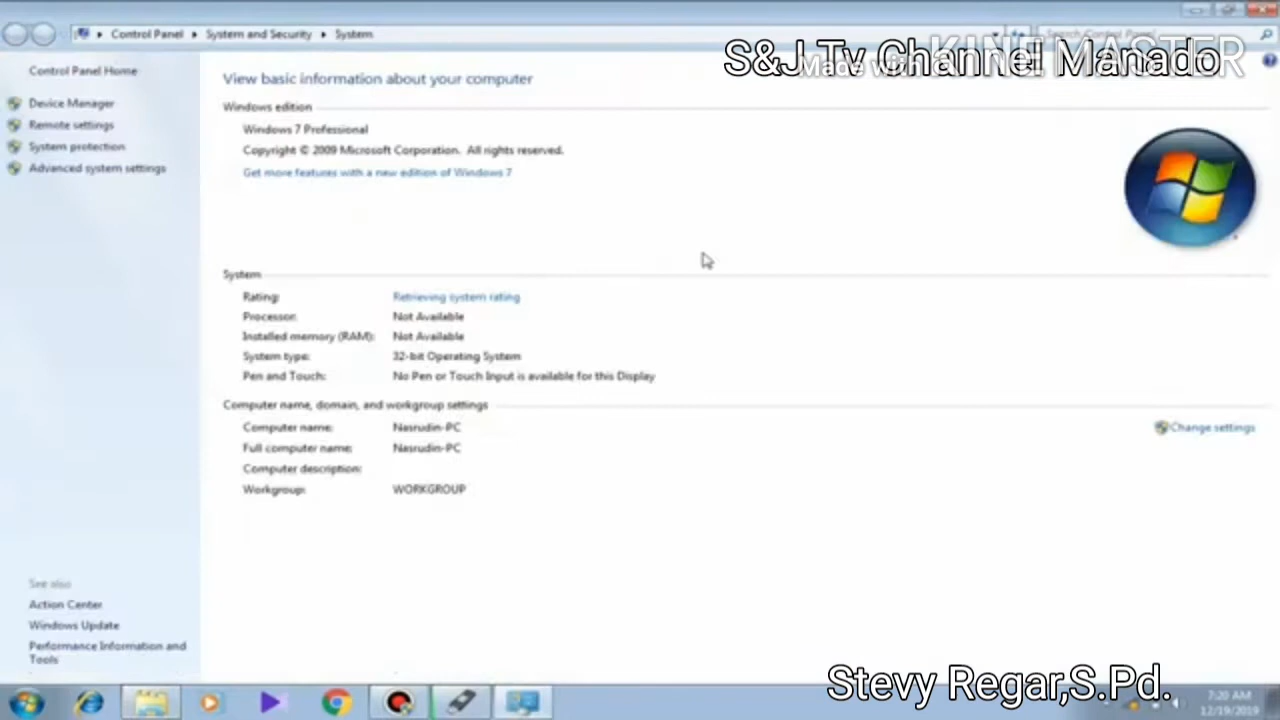 Control Panel ▸ System and Security ▸ System
Search Control Panel
S&J Tv Channel Manado
Made with KINEMASTER
Control Panel Home
Device Manager
Remote settings
System protection
Advanced system settings
View basic information about your computer
Windows edition
Windows 7 Professional
Copyright © 2009 Microsoft Corporation. All rights reserved.
Get more features with a new edition of Windows 7
System
Rating: Retrieving system rating
Processor: Not Available
Installed memory (RAM): Not Available
System type: 32-bit Operating System
Pen and Touch: No Pen or Touch Input is available for this Display
Computer name, domain, and workgroup settings
Computer name: Nasrudin-PC
Change settings
Full computer name: Nasrudin-PC
Computer description:
Workgroup: WORKGROUP
See also
Action Center
Windows Update
Performance Information and
Tools
Stevy Regar,S.Pd.
7:20 AM
12/19/2019